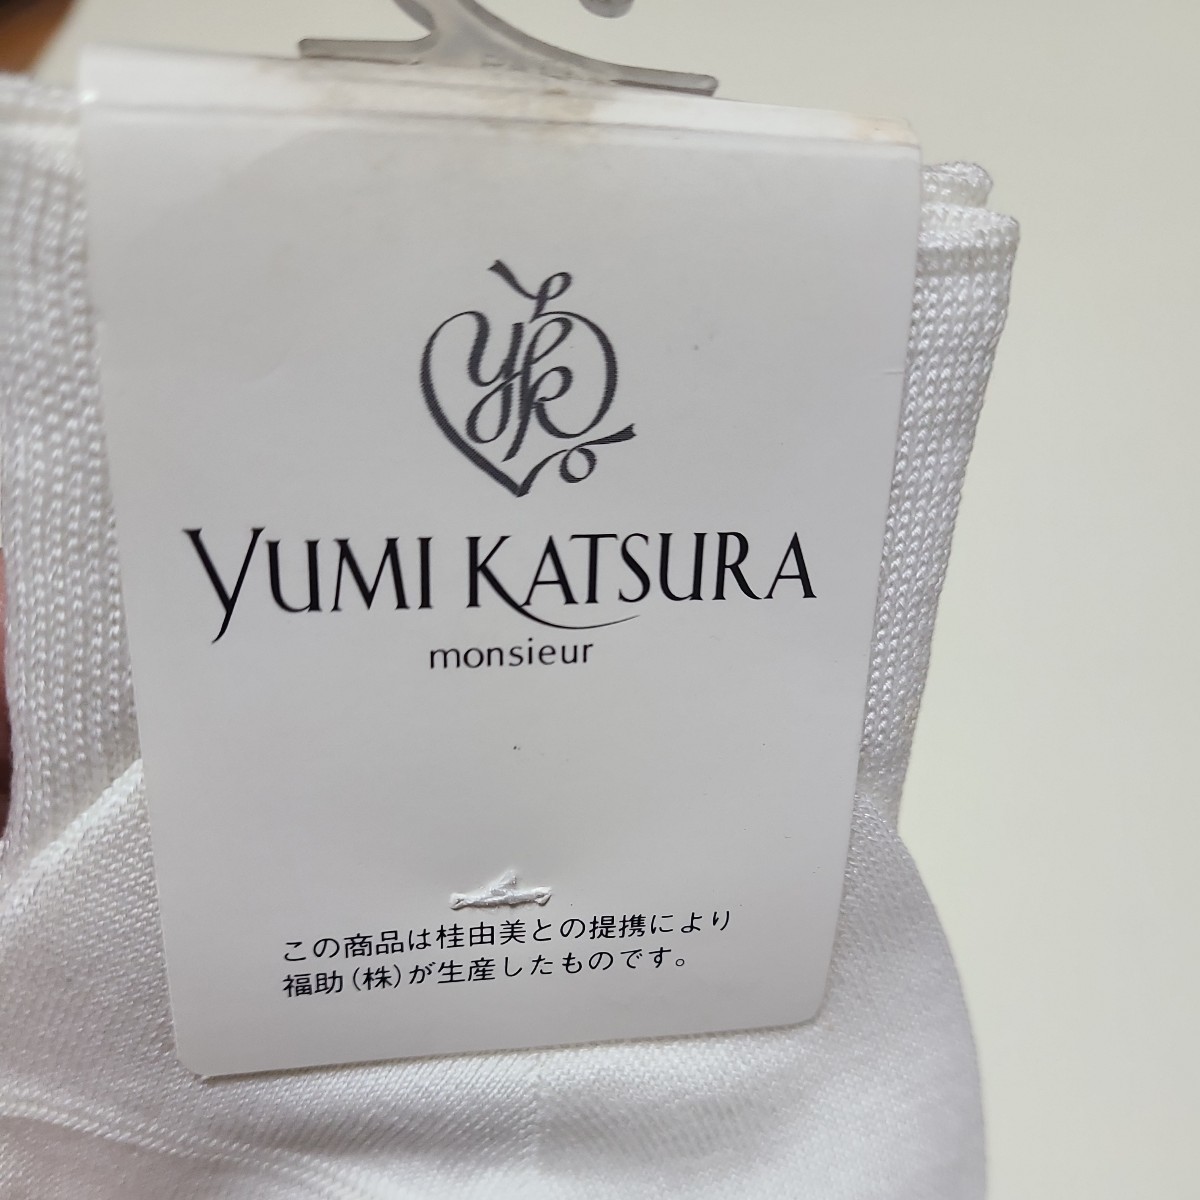 yk
YUMI KATSURA
monsieur
この商品は桂由美との提携により
福助(株)が生産したものです。